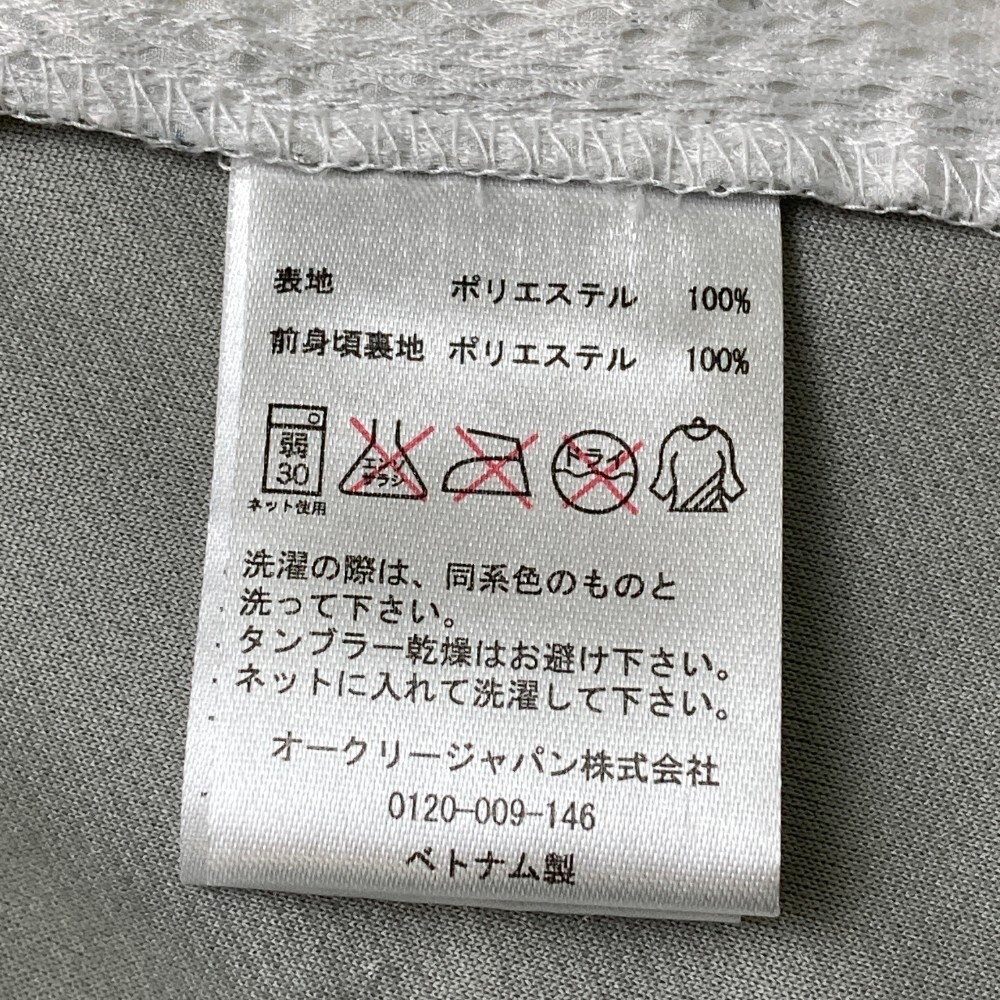 表地 ポリエステル 100%
前身頃裏地 ポリエステル 100%
弱
30
ネット使用
エンソ
サラシ
ドライ
洗濯の際は、同系色のものと
洗って下さい。
タンブラー乾燥はお避け下さい。
ネットに入れて洗濯して下さい。
オークリージャパン株式会社
0120-009-146
ベトナム製